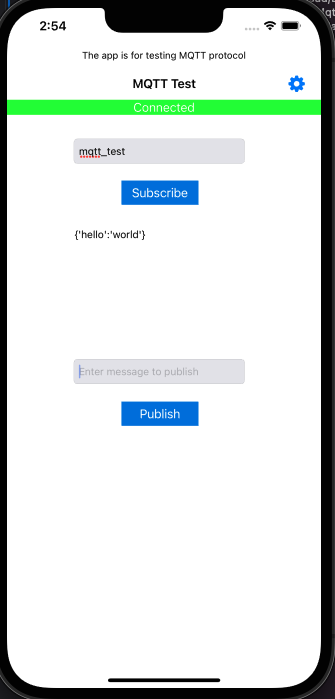 2:54
The app is for testing MQTT protocol
MQTT Test
Connected
mqtt_test
Subscribe
{'hello':'world'}
Enter message to publish
Publish